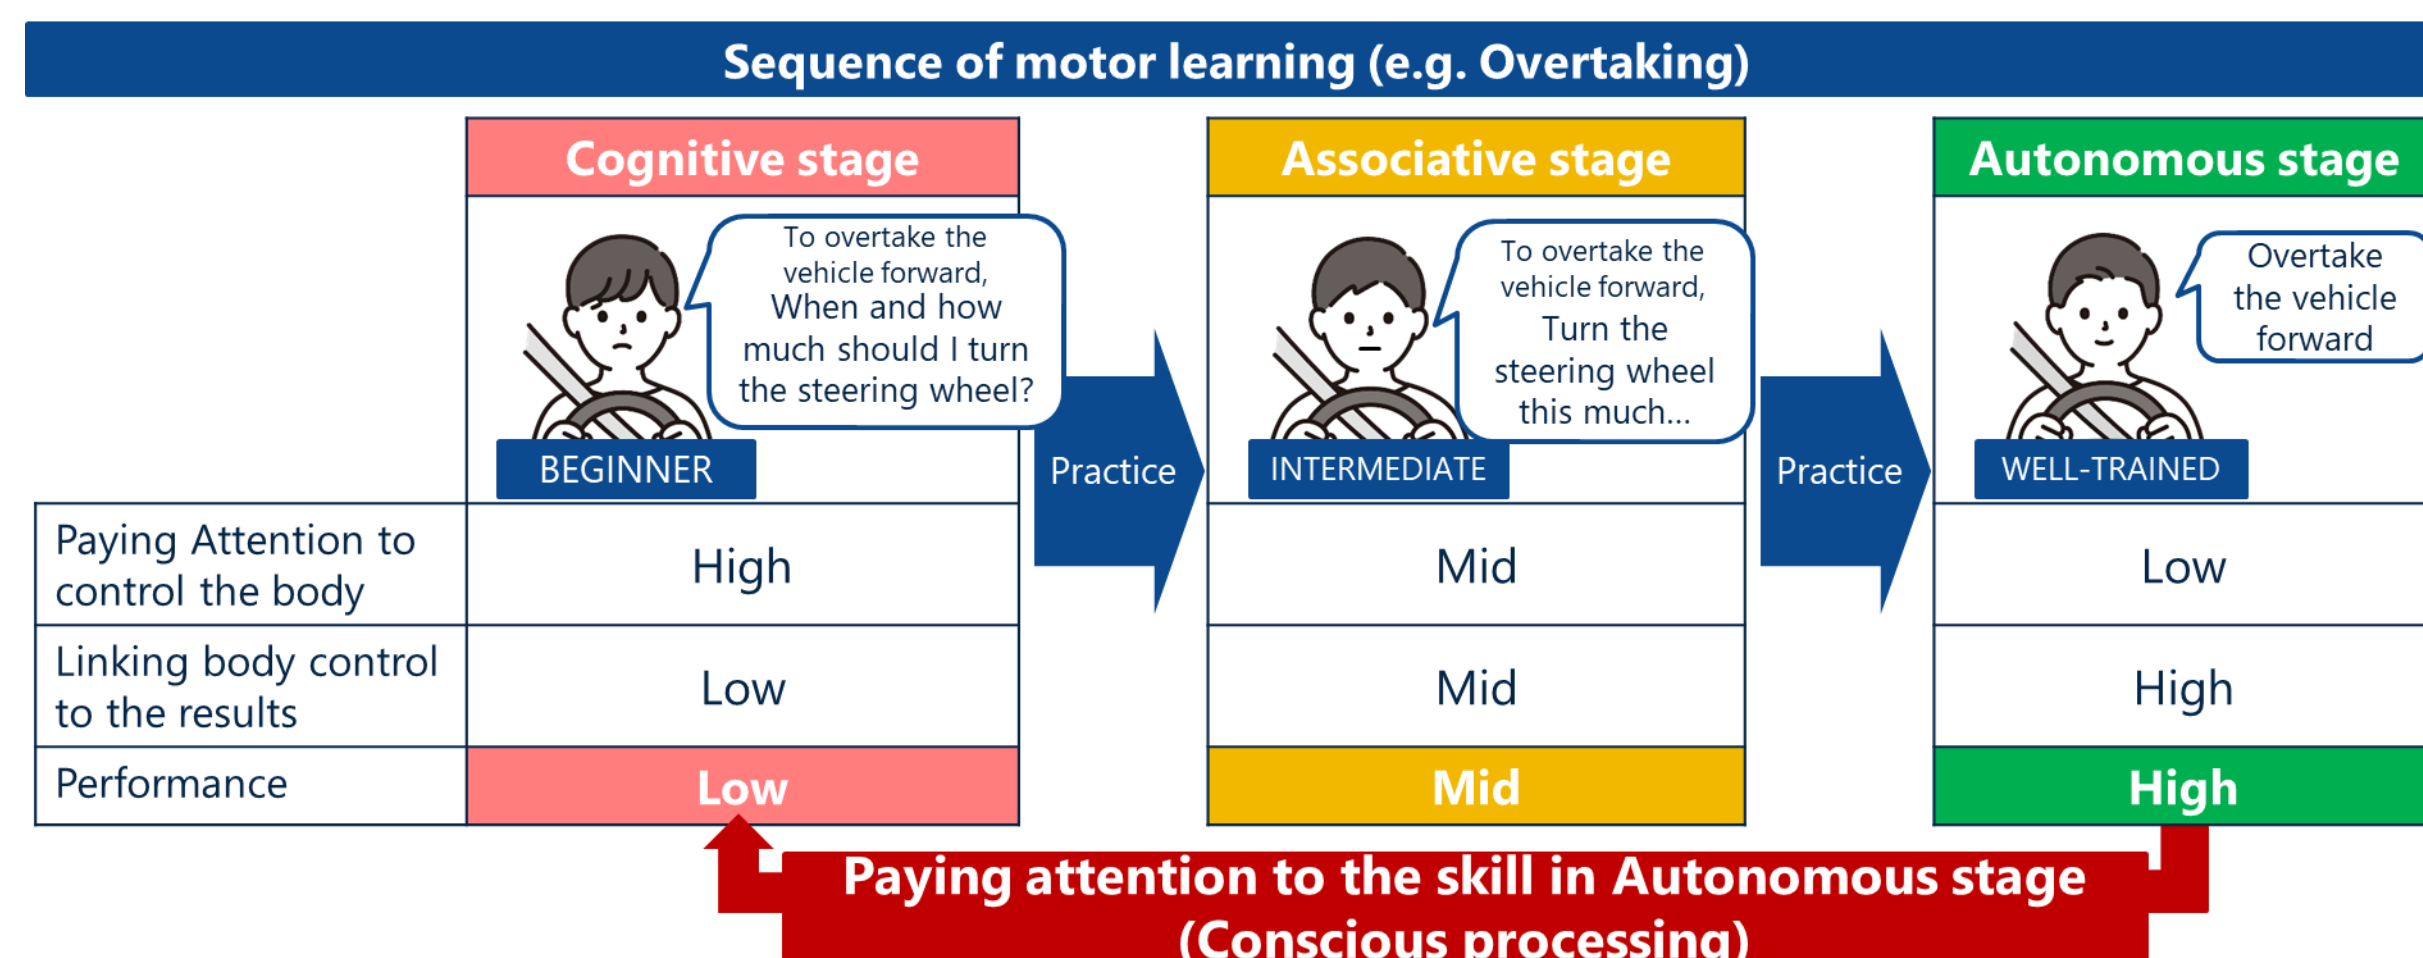 Sequence of motor learning (e.g. Overtaking)
Cognitive stage
Associative stage
Autonomous stage
To overtake the
vehicle forward,
When and how
much should I turn
the steering wheel?
BEGINNER
Practice
To overtake the
vehicle forward,
Turn the
steering wheel
this much...
INTERMEDIATE
Practice
Overtake
the vehicle
forward
WELL-TRAINED
Paying Attention to
control the body
High
Mid
Low
Linking body control
to the results
Low
Mid
High
Performance
Low
Mid
High
Paying attention to the skill in Autonomous stage
(Conscious processing)